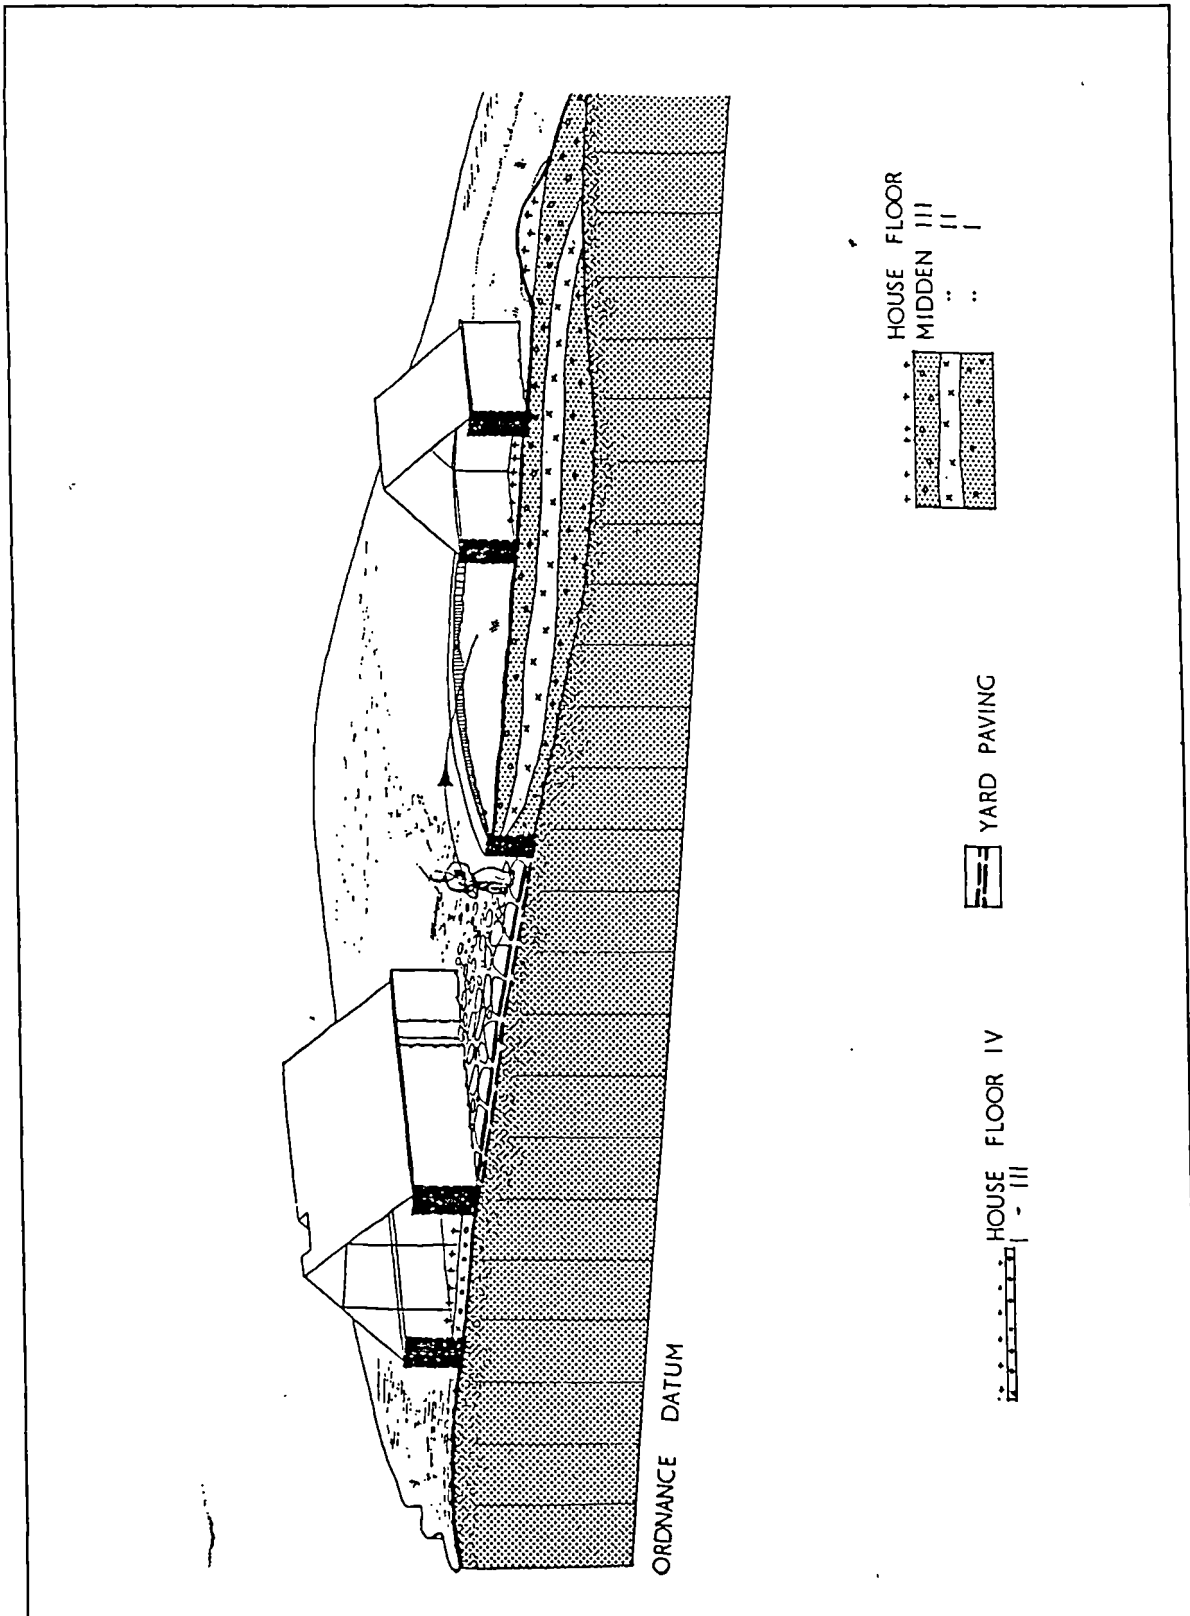 ORDNANCE DATUM
HOUSE FLOOR IV
I - III
YARD PAVING
HOUSE FLOOR
MIDDEN III
" II
" I